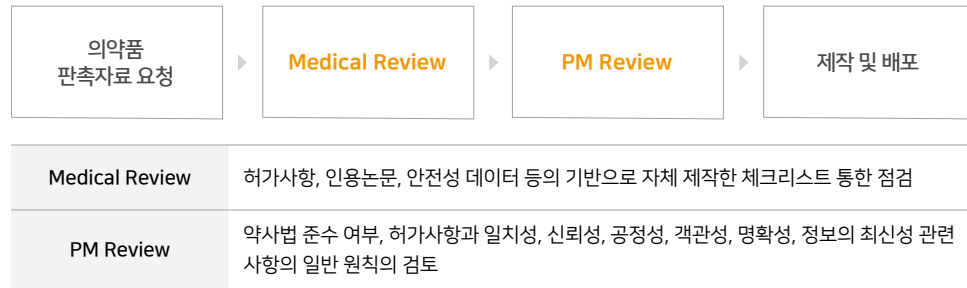 의약품
판촉자료 요청
Medical Review
PM Review
제작 및 배포
Medical Review
허가사항, 인용논문, 안전성 데이터 등의 기반으로 자체 제작한 체크리스트 통한 점검
PM Review
약사법 준수 여부, 허가사항과 일치성, 신뢰성, 공정성, 객관성, 명확성, 정보의 최신성 관련
사항의 일반 원칙의 검토